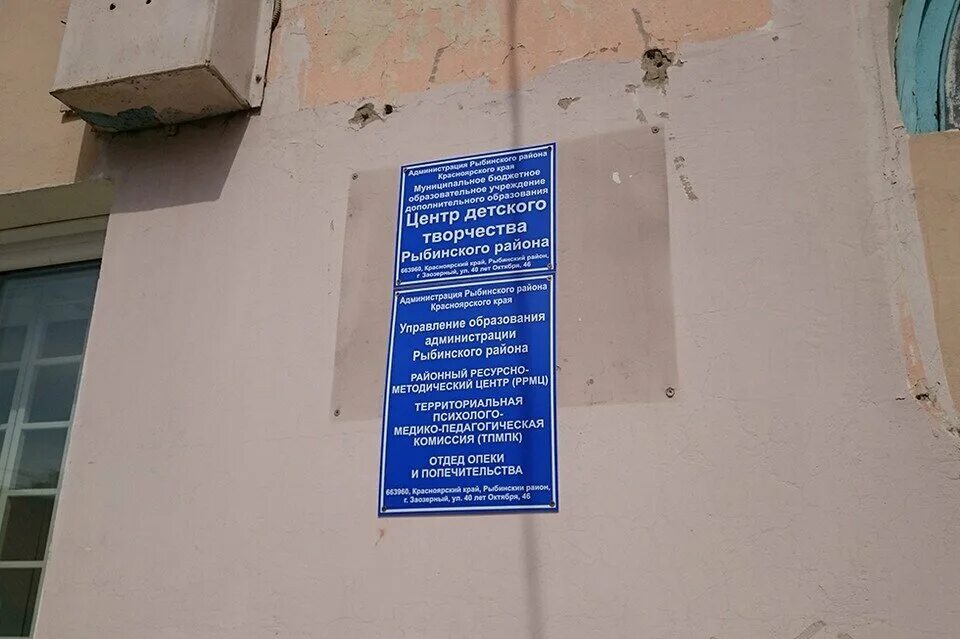 Администрация Рыбинского района
Красноярского края
Муниципальное бюджетное
образовательное учреждение
дополнительного образования
Центр детского
творчества
Рыбинского района
663960, Красноярский край, Рыбинский район,
г. Заозерный, ул. 40 лет Октября, 46
Администрация Рыбинского района
Красноярского края
Управление образования
администрации
Рыбинского района
РАЙОННЫЙ РЕСУРСНО-
МЕТОДИЧЕСКИЙ ЦЕНТР (РРМЦ)
ТЕРРИТОРИАЛЬНАЯ
ПСИХОЛОГО-
МЕДИКО-ПЕДАГОГИЧЕСКАЯ
КОМИССИЯ (ТПМПК)
ОТДЕЛ ОПЕКИ
И ПОПЕЧИТЕЛЬСТВА
663960, Красноярский край, Рыбинский район,
г. Заозерный, ул. 40 лет Октября, 46